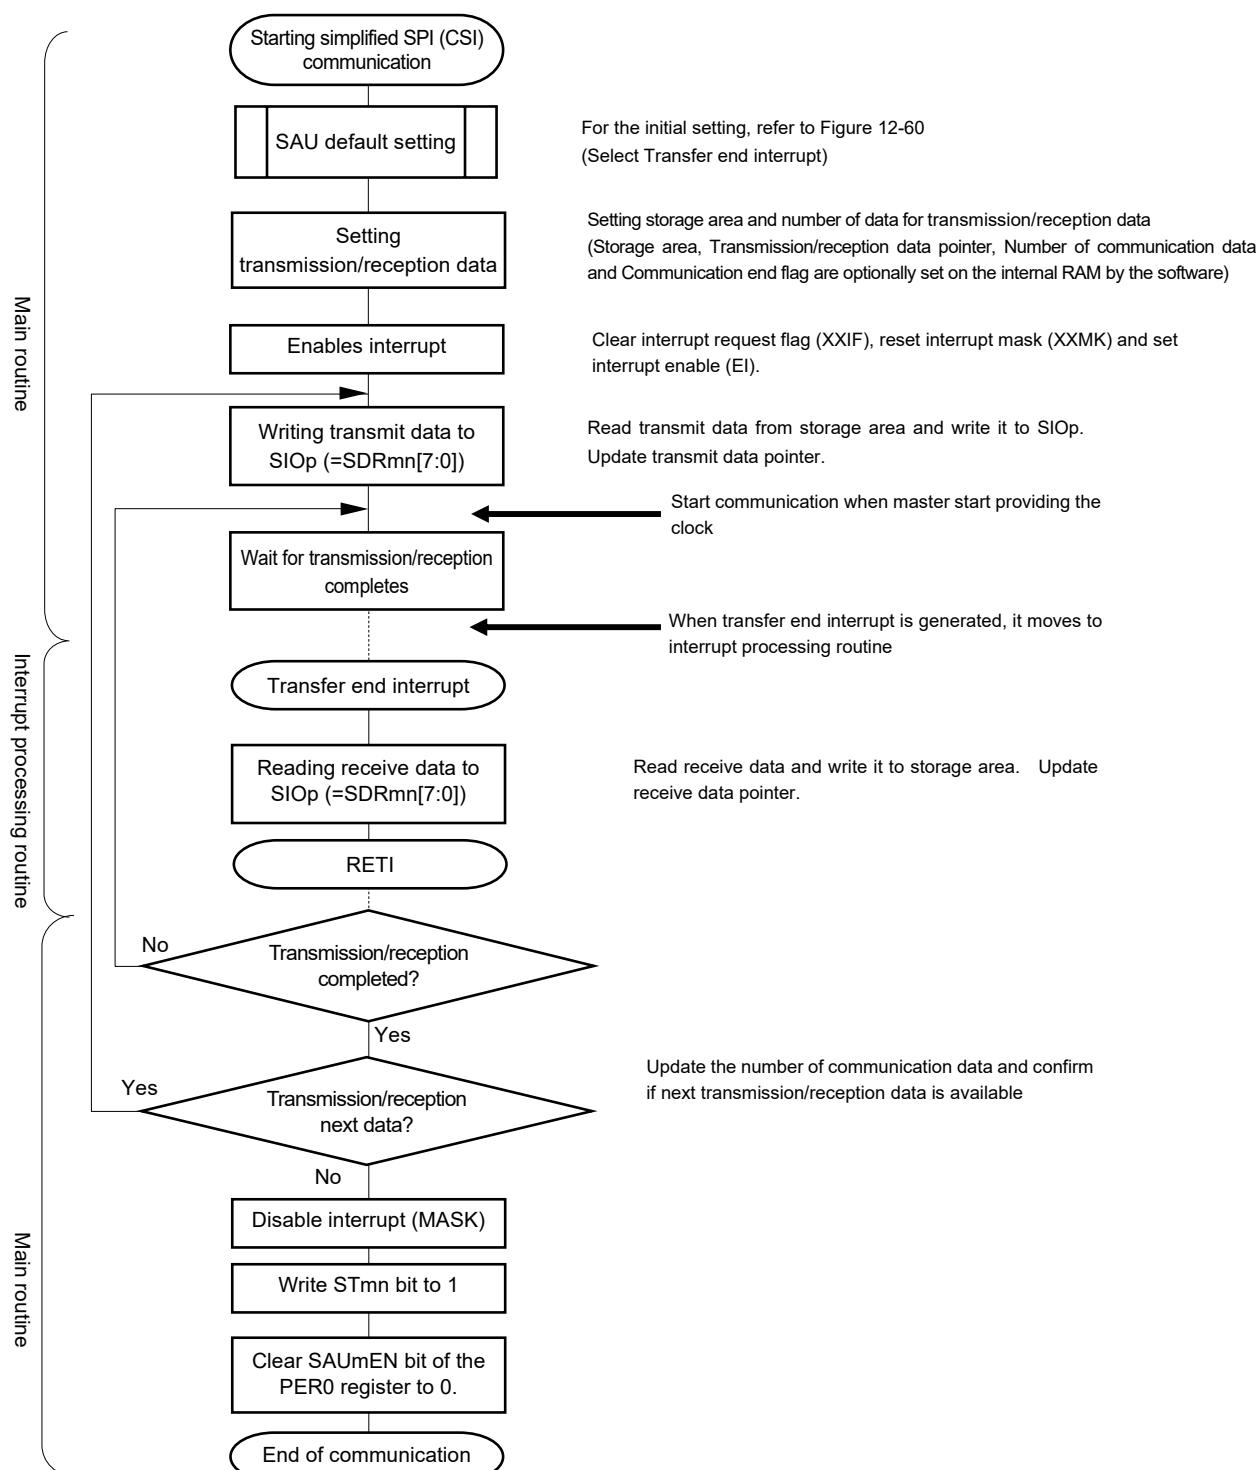 Starting simplified SPI (CSI)
communication
SAU default setting
For the initial setting, refer to Figure 12-60
(Select Transfer end interrupt)
Setting
transmission/reception data
Setting storage area and number of data for transmission/reception data
(Storage area, Transmission/reception data pointer, Number of communication data
and Communication end flag are optionally set on the internal RAM by the software)
Main routine
Enables interrupt
Clear interrupt request flag (XXIF), reset interrupt mask (XXMK) and set
interrupt enable (EI).
Writing transmit data to
SIOp (=SDRmn[7:0])
Read transmit data from storage area and write it to SIOp.
Update transmit data pointer.
Start communication when master start providing the
clock
Wait for transmission/reception
completes
When transfer end interrupt is generated, it moves to
interrupt processing routine
Interrupt processing routine
Transfer end interrupt
Reading receive data to
SIOp (=SDRmn[7:0])
Read receive data and write it to storage area. Update
receive data pointer.
RETI
No
Transmission/reception
completed?
Yes
Yes
Transmission/reception
next data?
Update the number of communication data and confirm
if next transmission/reception data is available
No
Main routine
Disable interrupt (MASK)
Write STmn bit to 1
Clear SAUmEN bit of the
PER0 register to 0.
End of communication